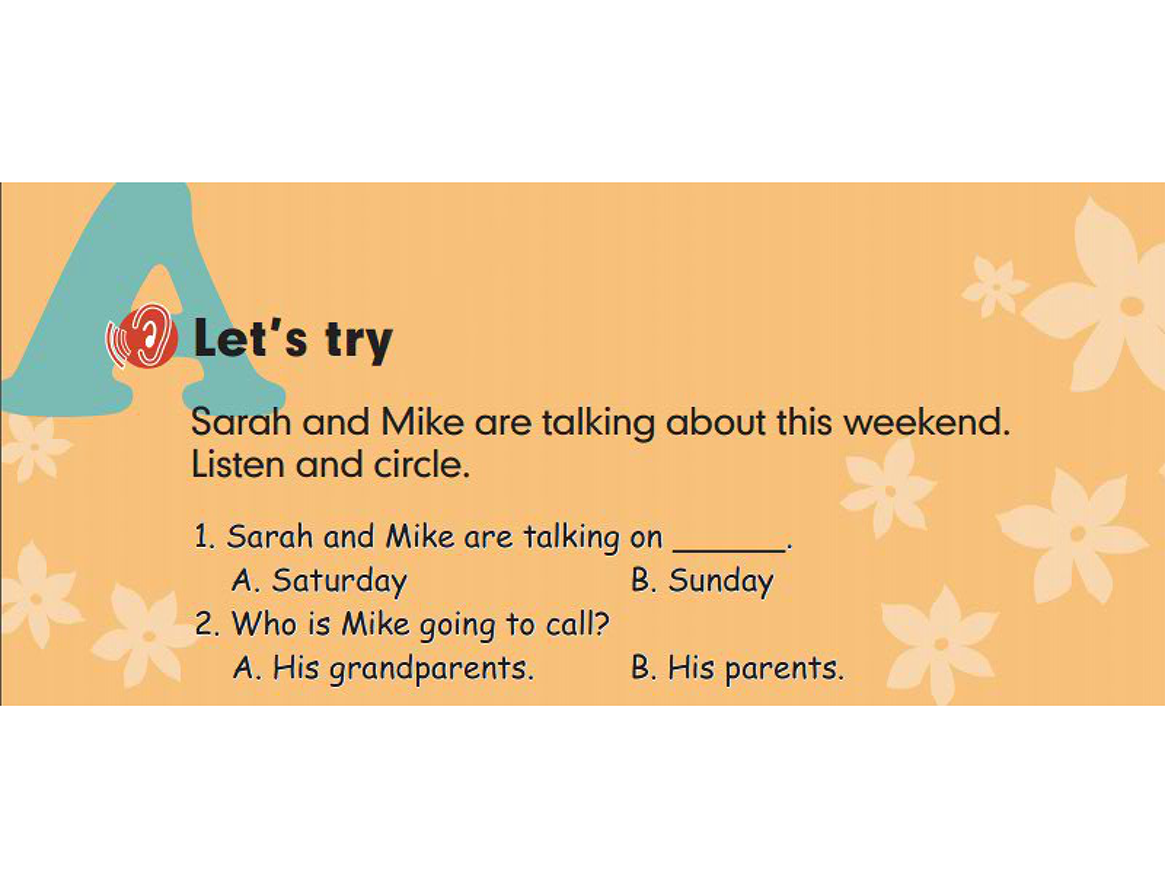 A
Let's try
Sarah and Mike are talking about this weekend.
Listen and circle.
1. Sarah and Mike are talking on ______.
A. Saturday B. Sunday
2. Who is Mike going to call?
A. His grandparents. B. His parents.